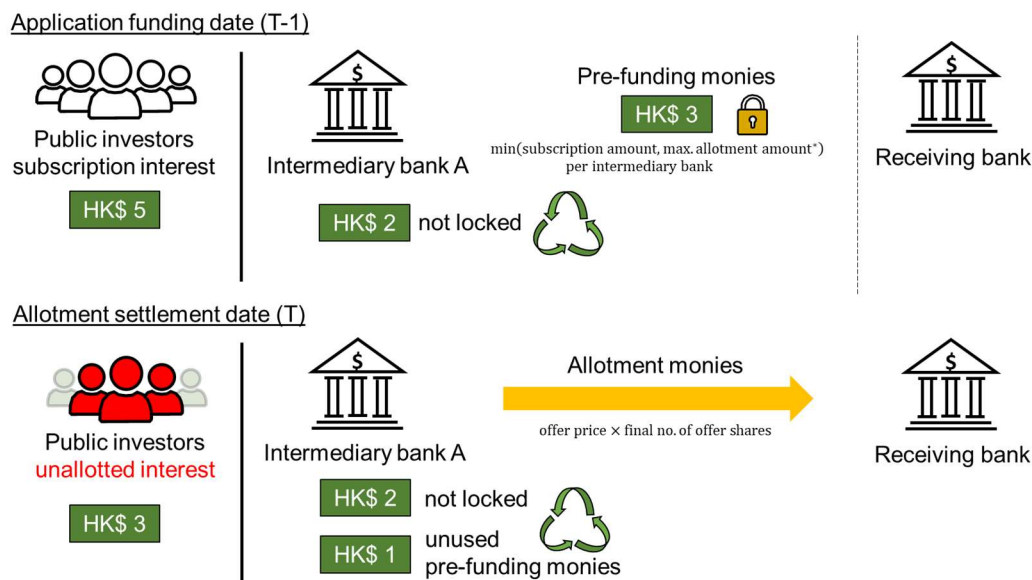 Application funding date (T-1)
$
$
Pre-funding monies
HK$ 3
Public investors
subscription interest
min(subscription amount, max. allotment amount*)
per intermediary bank
Intermediary bank A
Receiving bank
HK$ 5
HK$ 2 not locked
Allotment settlement date (T)
$
$
Allotment monies
offer price × final no. of offer shares
Public investors
unallotted interest
Intermediary bank A
Receiving bank
HK$ 2 not locked
HK$ 3
HK$ 1 unused
pre-funding monies